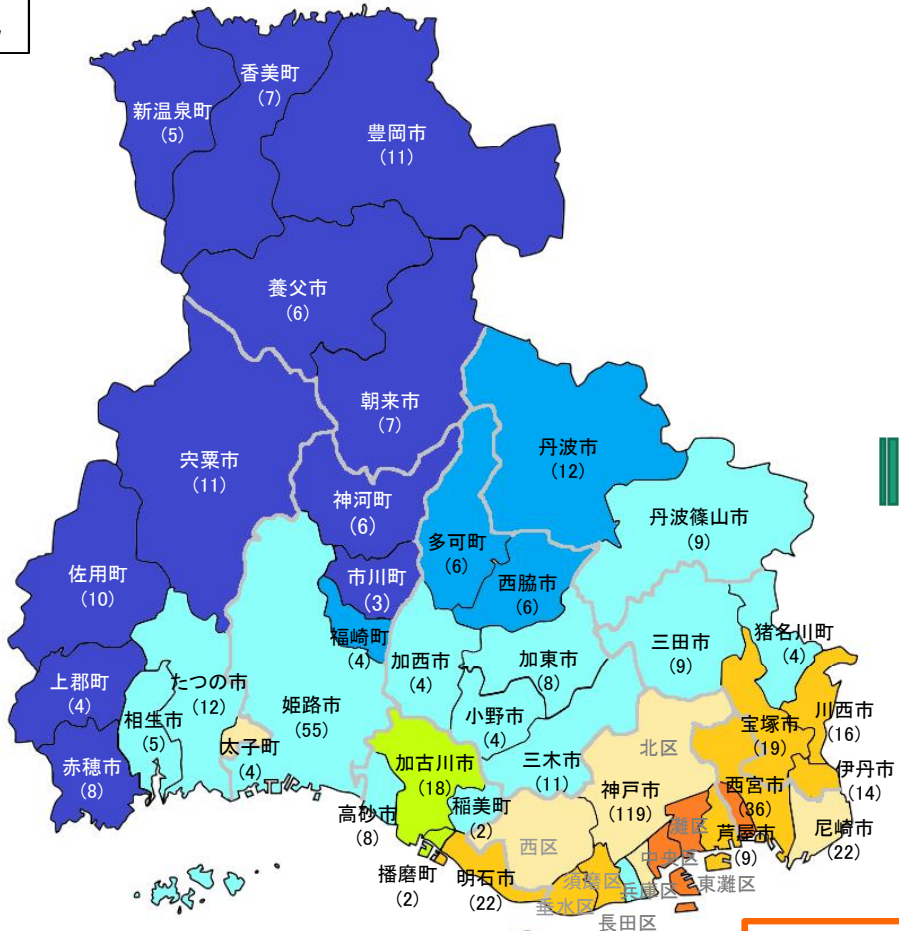 香美町
(7)
新温泉町
(5)
豊岡市
(11)
養父市
(6)
朝来市
(7)
宍粟市
(11)
丹波市
(12)
神河町
(6)
丹波篠山市
(9)
多可町
(6)
佐用町
(10)
市川町
(3)
西脇市
(6)
福崎町
(4)
猪名川町
(4)
三田市
(9)
加西市
(4)
加東市
(8)
上郡町
(4)
たつの市
(12)
相生市
(5)
姫路市
(55)
小野市
(4)
川西市
(16)
宝塚市
(19)
太子町
(4)
北区
赤穂市
(8)
加古川市
(18)
三木市
(11)
伊丹市
(14)
神戸市
(119)
西宮市
(36)
稲美町
(2)
高砂市
(8)
灘区
芦屋市
(9)
尼崎市
(22)
西区
中央区
播磨町
(2)
明石市
(22)
須磨区
兵庫区
東灘区
垂水区
長田区